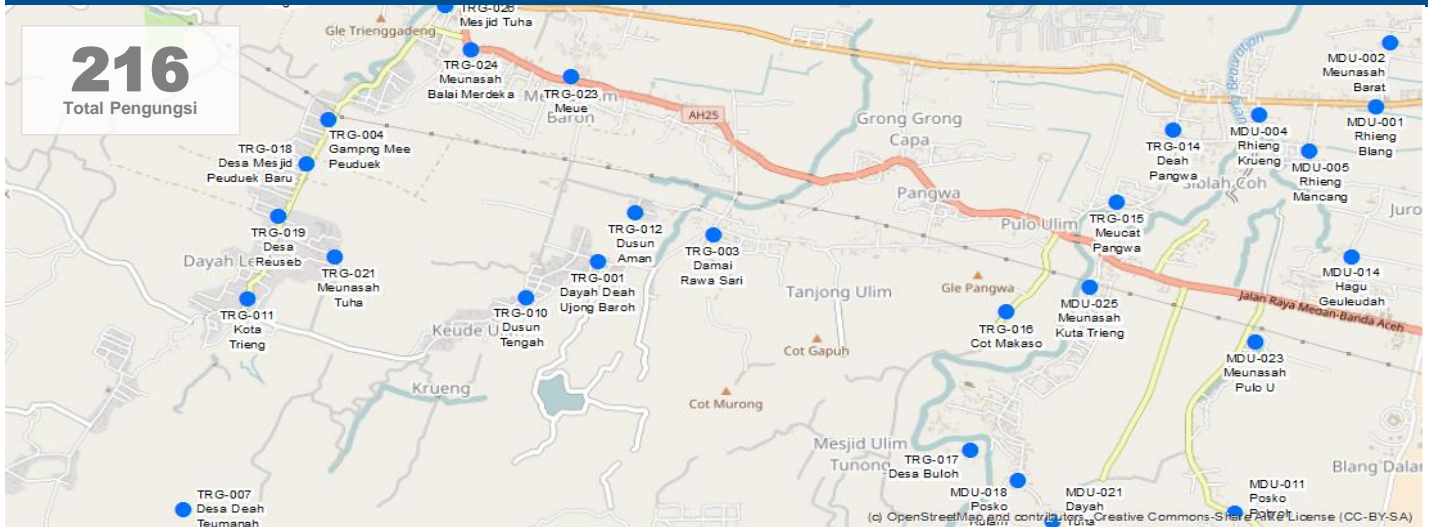 216
Total Pengungsi
Gle Trienggadeng
TRG-026
Mesjid Tuha
TRG-024
Meunasah
Balai Merdeka
TRG-023
Meue
Baron
AH25
Grong Grong
Capa
MDU-002
Meunasah
Barat
MDU-001
Rhieng
Blang
MDU-004
Rhieng
Krueng
MDU-005
Rhieng
Mancang
TRG-014
Deah
Pangwa
Siblah Coh
TRG-004
Gampng Mee
Peuduek
TRG-018
Desa Mesjid
Peuduek Baru
Pangwa
TRG-015
Meucat
Pangwa
Pulo Ulim
TRG-019
Desa
Reuseb
TRG-012
Dusun
Aman
TRG-003
Damai
Rawa Sari
TRG-021
Meunasah
Tuha
TRG-001
Dayah Deah
Ujong Baroh
MDU-014
Hagu
Geuleudah
Tanjong Ulim
Gle Pangwa
MDU-025
Meunasah
Kuta Trieng
Jalan Raya Medan-Banda Aceh
TRG-011
Kota
Trieng
TRG-010
Dusun
Tengah
TRG-016
Cot Makaso
Cot Gapuh
MDU-023
Meunasah
Pulo U
Krueng
Cot Murong
Mesjid Ulim
Tunong
TRG-017
Desa Buloh
TRG-007
Desa Deah
Teumanah
MDU-018
Posko
MDU-021
Dayah
Tuha
MDU-011
Posko
(c) OpenStreetMap and contributors, Creative Commons-Share Alike License (CC-BY-SA)